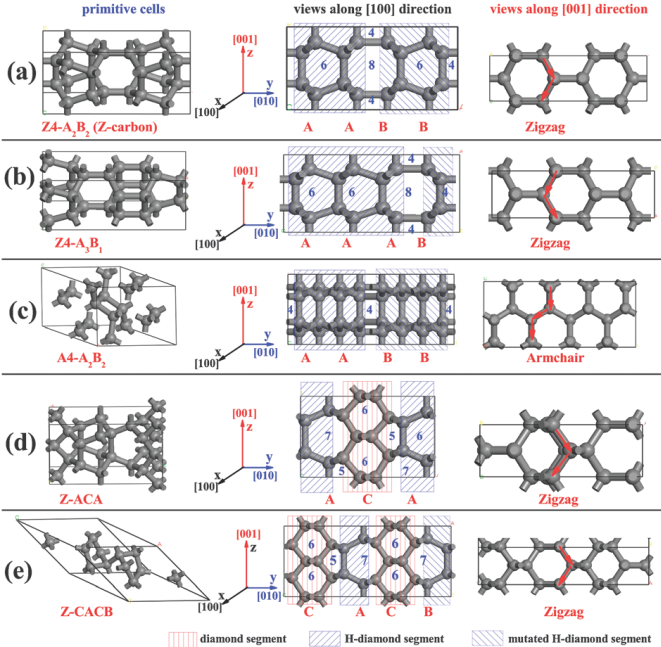 primitive cells
views along [100] direction
views along [001] direction
(a)
[001]
z
x
[100]
y
[010]
4
6
8
6
4
4
A A B B
Z4-A2B2 (Z-carbon)
Zigzag
(b)
[001]
z
x
[100]
y
[010]
4
6
6
8
4
4
A A A B
Z4-A3B1
Zigzag
(c)
[001]
z
x
[100]
y
[010]
4 4 4
A A B B
A4-A2B2
Armchair
(d)
[001]
z
x
[100]
y
[010]
6
7
5
6
5
6
7
A C A
Z-ACA
Zigzag
(e)
[001]
z
x
[100]
y
[010]
6
6
5
7
7
6
6
C A C B
Z-CACB
Zigzag
diamond segment
H-diamond segment
mutated H-diamond segment